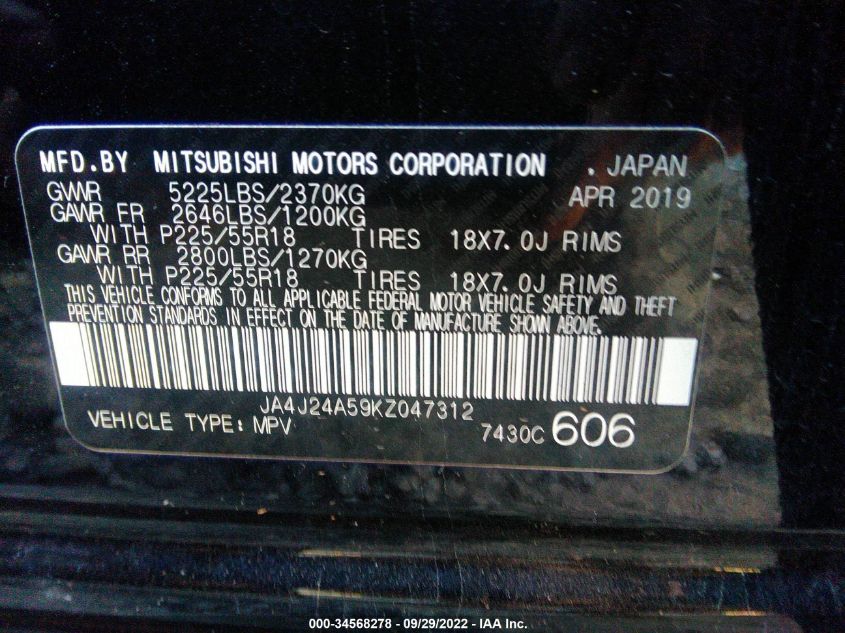 MFD.BY MITSUBISHI MOTORS CORPORATION .JAPAN
GVWR 5225LBS/2370KG APR 2019
GAWR FR 2646LBS/1200KG
WITH P225/55R18 TIRES 18X7.0J RIMS
GAWR RR 2800LBS/1270KG
WITH P225/55R18 TIRES 18X7.0J RIMS
THIS VEHICLE CONFORMS TO ALL APPLICABLE FEDERAL MOTOR VEHICLE SAFETY AND THEFT
PREVENTION STANDARDS IN EFFECT ON THE DATE OF MANUFACTURE SHOWN ABOVE.
JA4J24A59KZ047312
VEHICLE TYPE: MPV 7430C 606
000-34568278 - 09/29/2022 - IAA Inc.